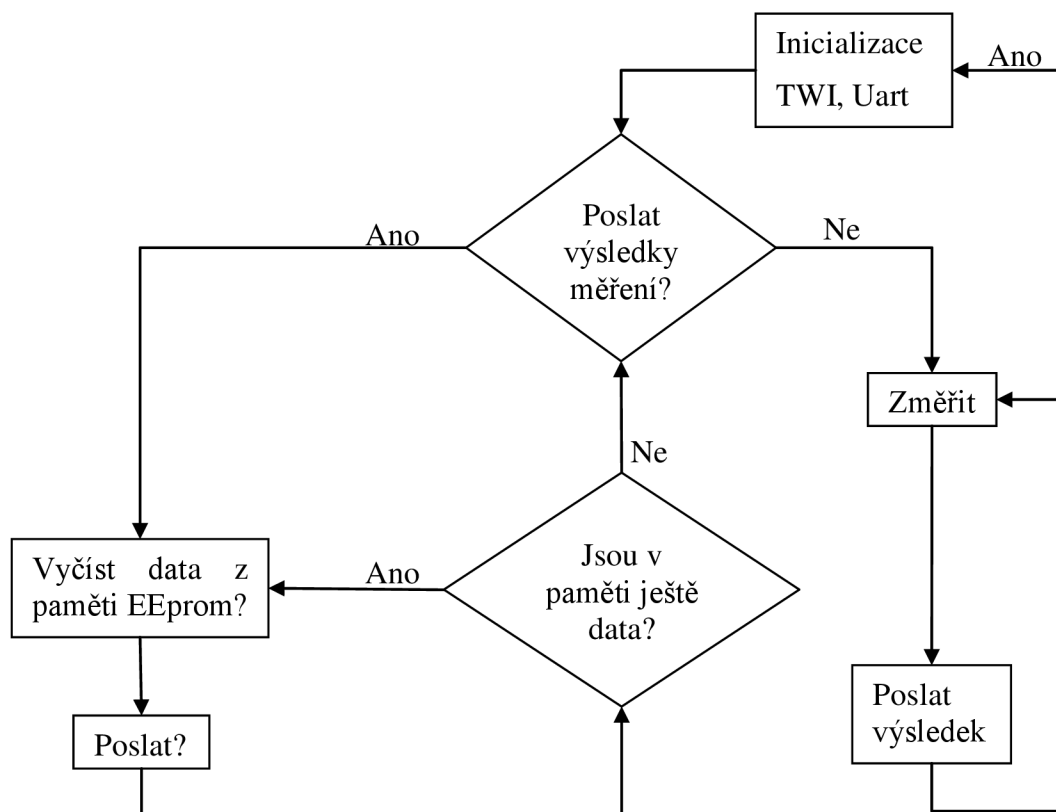 Inicializace
TWI, Uart
Ano
Poslat
výsledky
měření?
Ano
Ne
Změřit
Ne
Jsou v
paměti ještě
data?
Ano
Vyčíst data z
paměti EEprom?
Poslat?
Poslat
výsledek